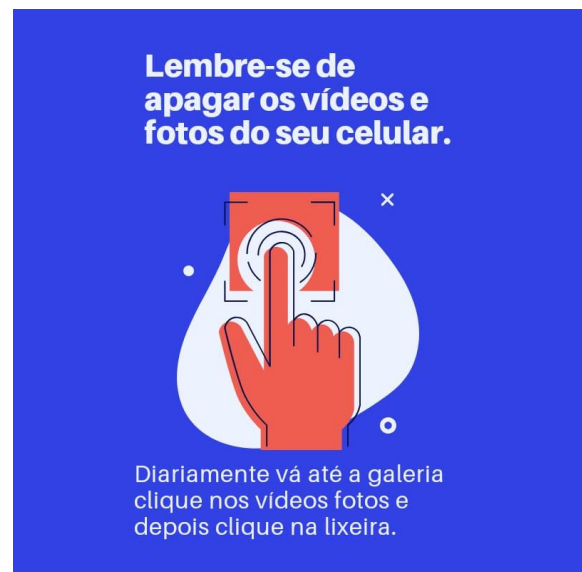 Lembre-se de
apagar os vídeos e
fotos do seu celular.
Diariamente vá até a galeria
clique nos vídeos fotos e
depois clique na lixeira.